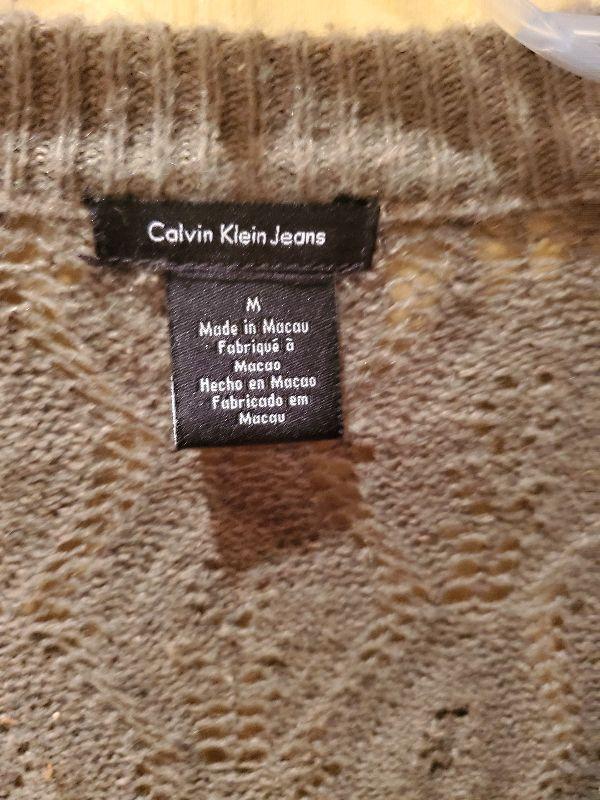 Calvin Klein Jeans
M
Made in Macau
Fabriqué à
Macao
Hecho en Macao
Fabricado em
Macau